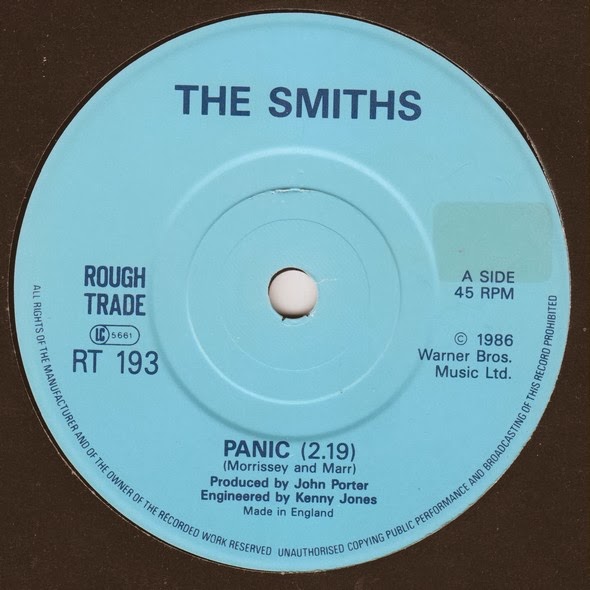 THE SMITHS
ROUGH
TRADE
LC 5661
RT 193
A SIDE
45 RPM
© 1986
Warner Bros.
Music Ltd.
PANIC (2.19)
(Morrissey and Marr)
Produced by John Porter
Engineered by Kenny Jones
Made in England
ALL RIGHTS OF THE MANUFACTURER AND OF THE OWNER OF THE RECORDED WORK RESERVED UNAUTHORISED COPYING PUBLIC PERFORMANCE AND BROADCASTING OF THIS RECORD PROHIBITED